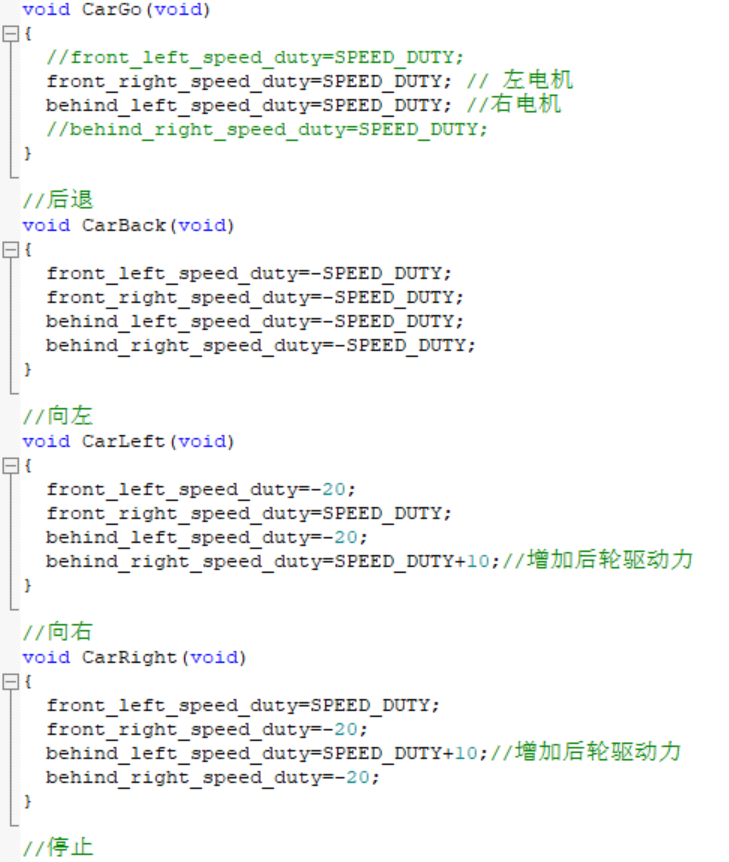 void CarGo(void)
{
//front_left_speed_duty=SPEED_DUTY;
front_right_speed_duty=SPEED_DUTY; // 左电机
behind_left_speed_duty=SPEED_DUTY; //右电机
//behind_right_speed_duty=SPEED_DUTY;
}
//后退
void CarBack(void)
{
front_left_speed_duty=-SPEED_DUTY;
front_right_speed_duty=-SPEED_DUTY;
behind_left_speed_duty=-SPEED_DUTY;
behind_right_speed_duty=-SPEED_DUTY;
}
//向左
void CarLeft(void)
{
front_left_speed_duty=-20;
front_right_speed_duty=SPEED_DUTY;
behind_left_speed_duty=-20;
behind_right_speed_duty=SPEED_DUTY+10;//增加后轮驱动力
}
//向右
void CarRight(void)
{
front_left_speed_duty=SPEED_DUTY;
front_right_speed_duty=-20;
behind_left_speed_duty=SPEED_DUTY+10;//增加后轮驱动力
behind_right_speed_duty=-20;
}
//停止